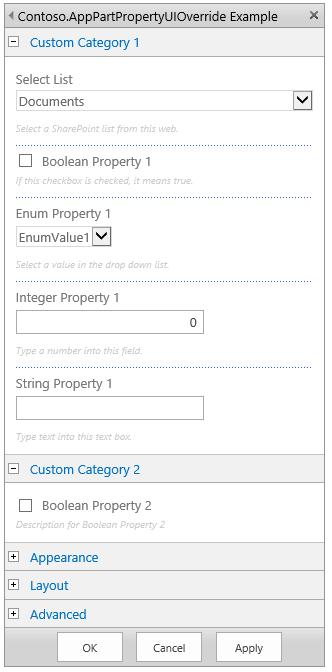 Contoso.AppPartPropertyUIOverride Example
Custom Category 1
Select List
Documents
Select a SharePoint list from this web.
Boolean Property 1
If this checkbox is checked, it means true.
Enum Property 1
EnumValue1
Select a value in the drop down list.
Integer Property 1
0
Type a number into this field.
String Property 1
Type text into this text box.
Custom Category 2
Boolean Property 2
Description for Boolean Property 2
Appearance
Layout
Advanced
OK Cancel Apply